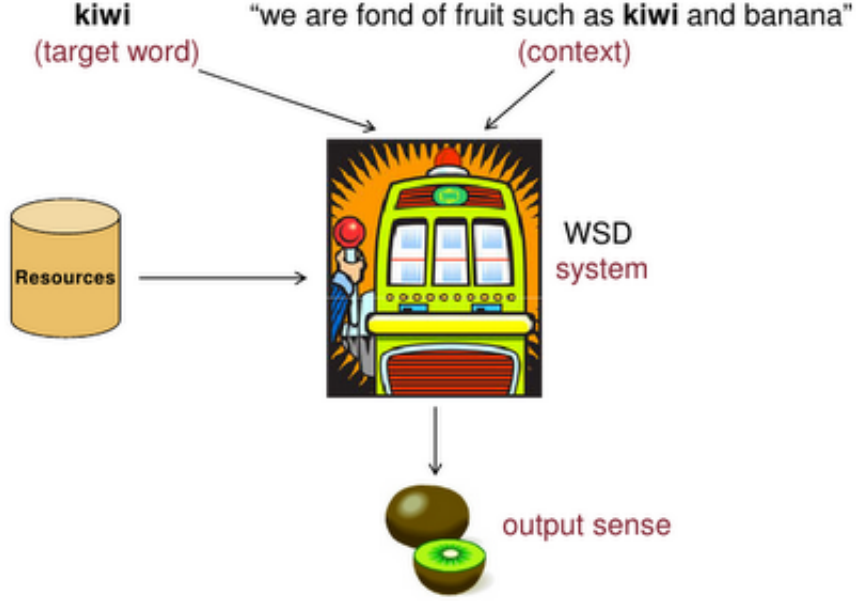 kiwi
(target word)
“we are fond of fruit such as kiwi and banana”
(context)
Resources
WSD
system
output sense